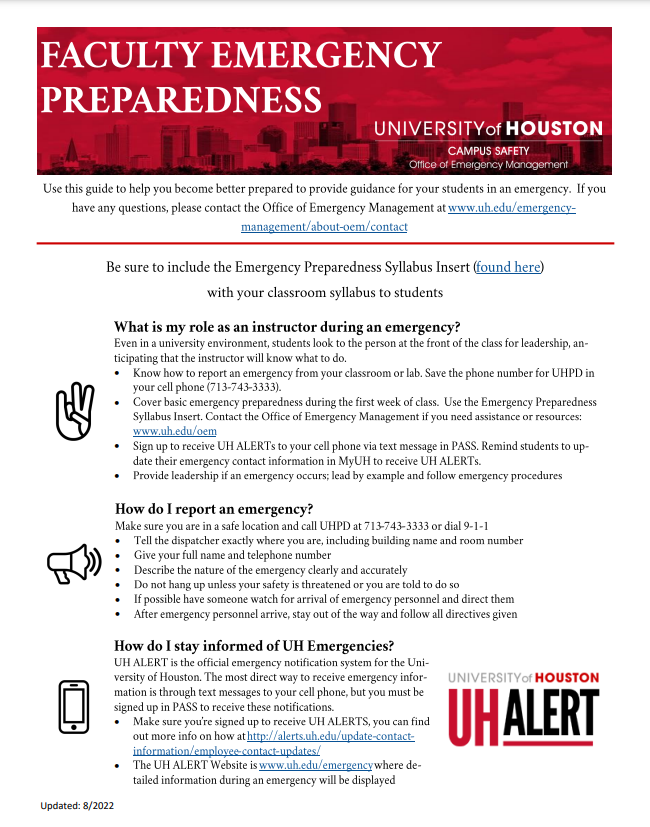 FACULTY EMERGENCY
PREPAREDNESS
UNIVERSITY of HOUSTON
CAMPUS SAFETY
Office of Emergency Management
Use this guide to help you become better prepared to provide guidance for your students in an emergency.  If you
have any questions, please contact the Office of Emergency Management at www.uh.edu/emergency-
management/about-oem/contact
Be sure to include the Emergency Preparedness Syllabus Insert (found here)
with your classroom syllabus to students
What is my role as an instructor during an emergency?
Even in a university environment, students look to the person at the front of the class for leadership, an-
ticipating that the instructor will know what to do.
• Know how to report an emergency from your classroom or lab. Save the phone number for UHPD in
your cell phone (713-743-3333).
• Cover basic emergency preparedness during the first week of class.  Use the Emergency Preparedness
Syllabus Insert. Contact the Office of Emergency Management if you need assistance or resources:
www.uh.edu/oem
• Sign up to receive UH ALERTs to your cell phone via text message in PASS. Remind students to up-
date their emergency contact information in MyUH to receive UH ALERTs.
• Provide leadership if an emergency occurs; lead by example and follow emergency procedures
How do I report an emergency?
Make sure you are in a safe location and call UHPD at 713-743-3333 or dial 9-1-1
• Tell the dispatcher exactly where you are, including building name and room number
• Give your full name and telephone number
• Describe the nature of the emergency clearly and accurately
• Do not hang up unless your safety is threatened or you are told to do so
• If possible have someone watch for arrival of emergency personnel and direct them
• After emergency personnel arrive, stay out of the way and follow all directives given
How do I stay informed of UH Emergencies?
UH ALERT is the official emergency notification system for the Uni-
versity of Houston. The most direct way to receive emergency infor-
mation is through text messages to your cell phone, but you must be
signed up in PASS to receive these notifications.
• Make sure you're signed up to receive UH ALERTS, you can find
out more info on how at http://alerts.uh.edu/update-contact-
information/employee-contact-updates/
• The UH ALERT Website is www.uh.edu/emergency where de-
tailed information during an emergency will be displayed
UNIVERSITY of HOUSTON
UH ALERT
Updated: 8/2022